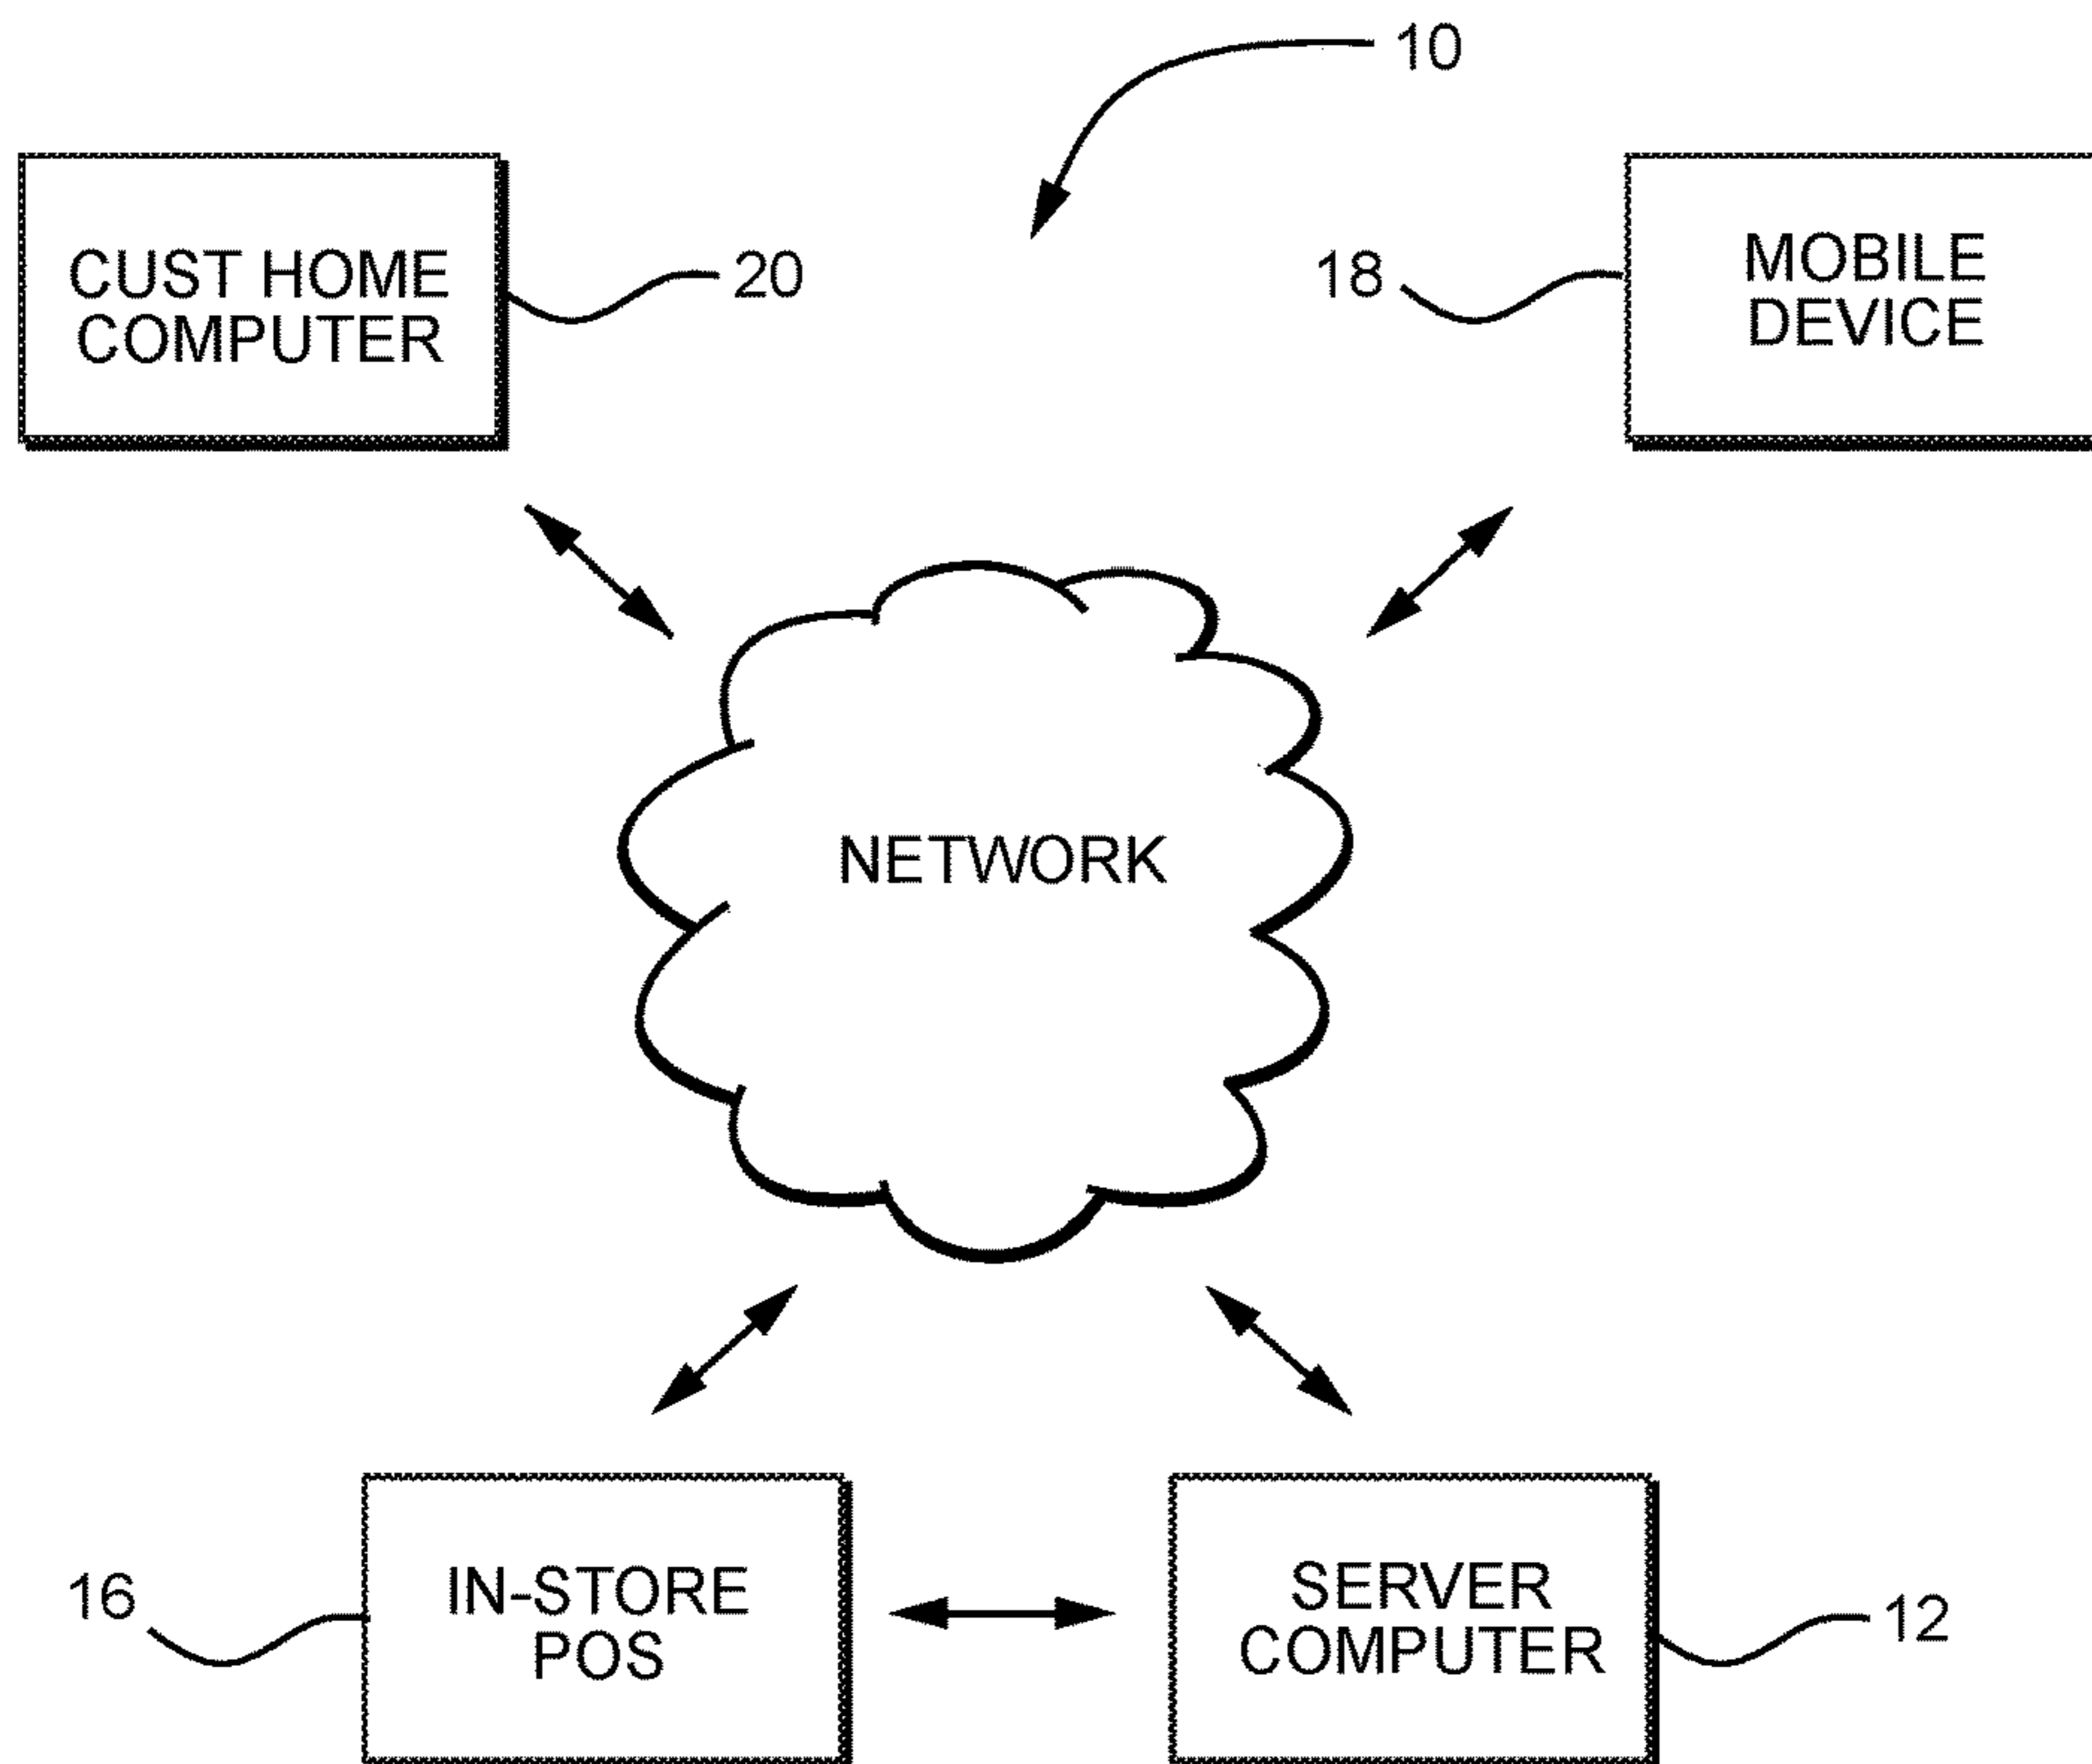 10
CUST HOME
COMPUTER
20
18
MOBILE
DEVICE
NETWORK
16
IN-STORE
POS
SERVER
COMPUTER
12